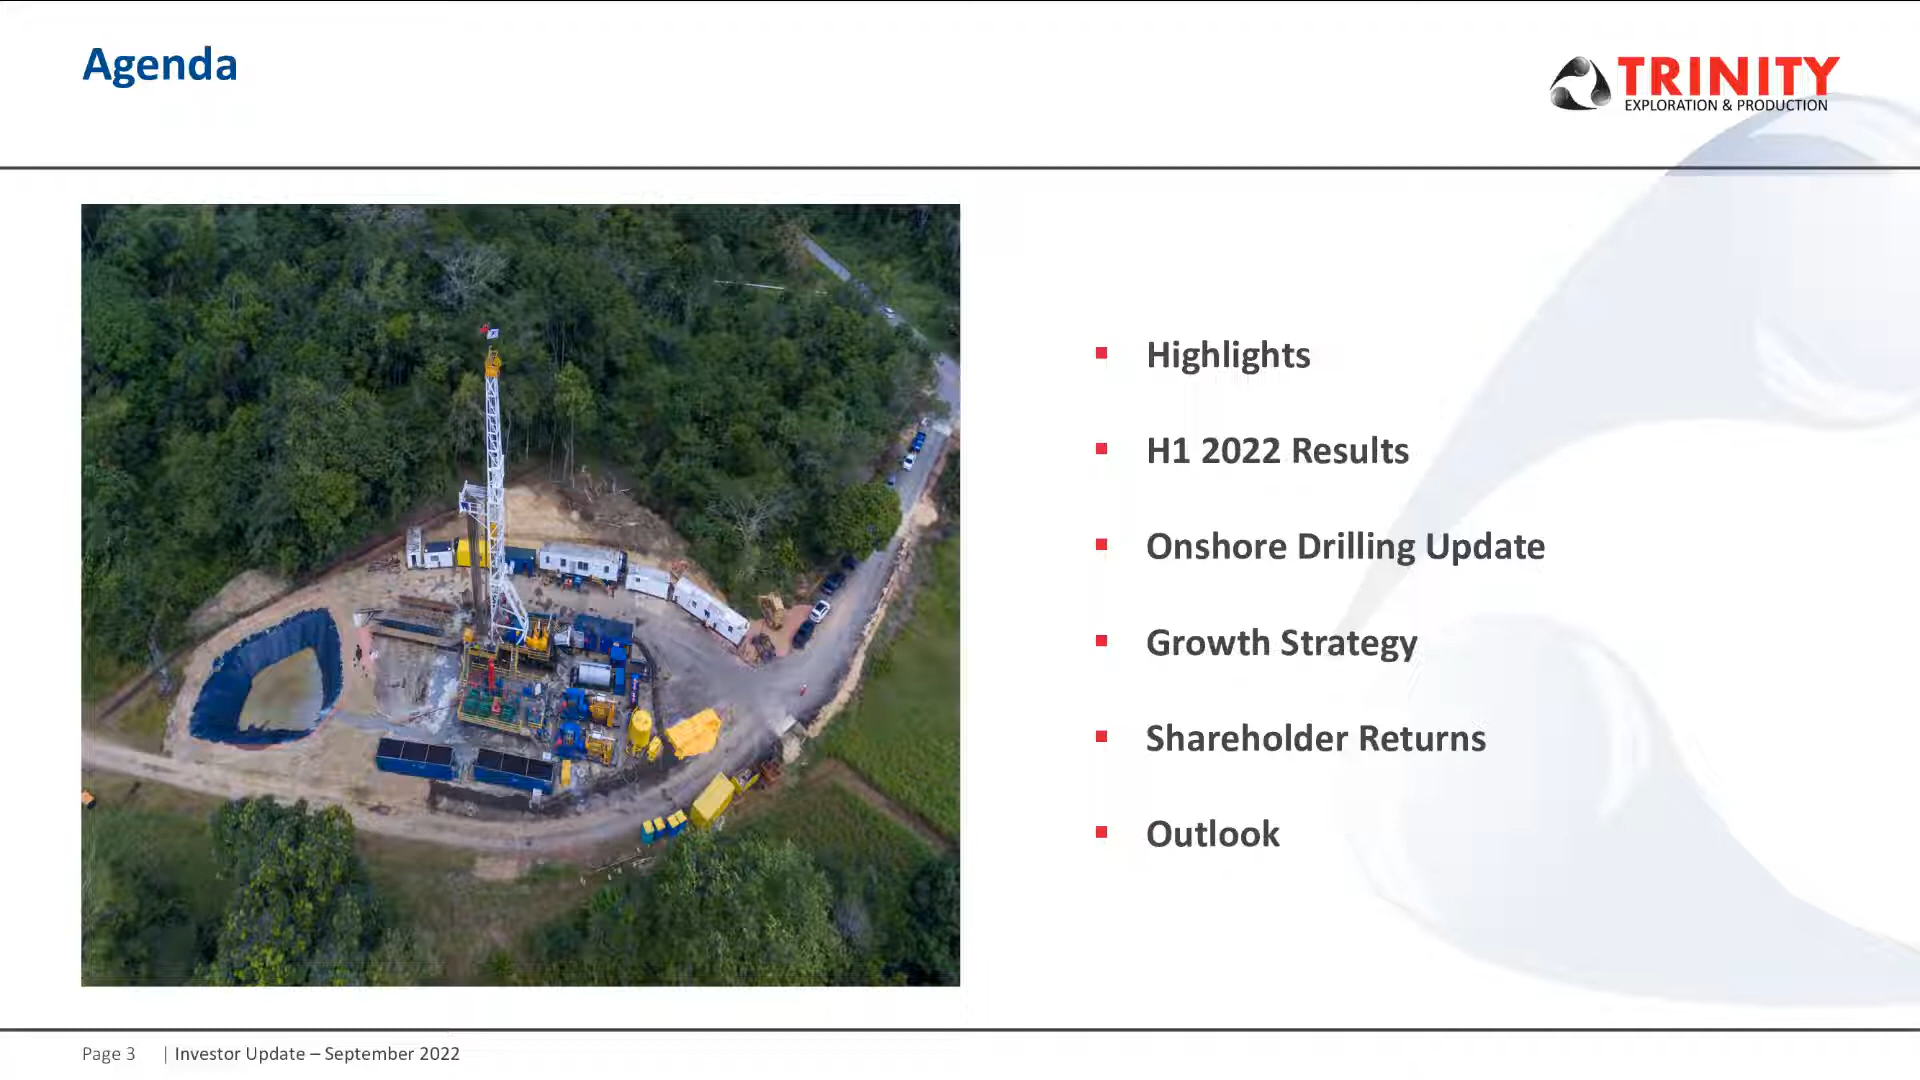 Agenda
TRINITY
EXPLORATION & PRODUCTION
▪ Highlights
▪ H1 2022 Results
▪ Onshore Drilling Update
▪ Growth Strategy
▪ Shareholder Returns
▪ Outlook
Page 3 | Investor Update – September 2022